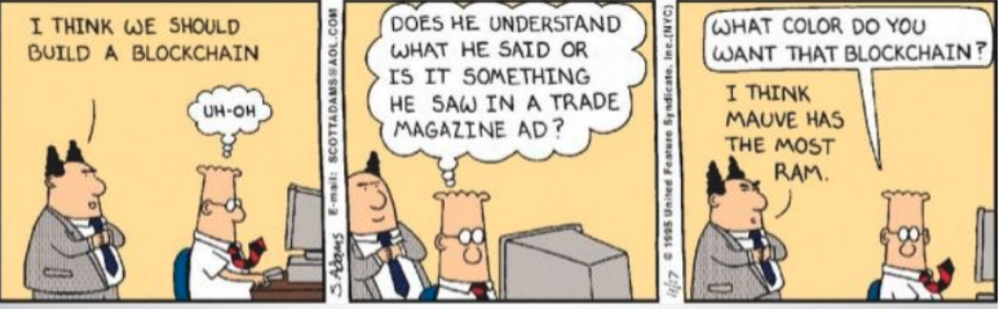 I THINK WE SHOULD
BUILD A BLOCKCHAIN
UH-OH
S. Adams E-mail: SCOTTADAMS@AOL.COM
DOES HE UNDERSTAND
WHAT HE SAID OR
IS IT SOMETHING
HE SAW IN A TRADE
MAGAZINE AD?
11/17 © 1995 United Feature Syndicate, Inc.(NYC)
WHAT COLOR DO YOU
WANT THAT BLOCKCHAIN?
I THINK
MAUVE HAS
THE MOST
RAM.